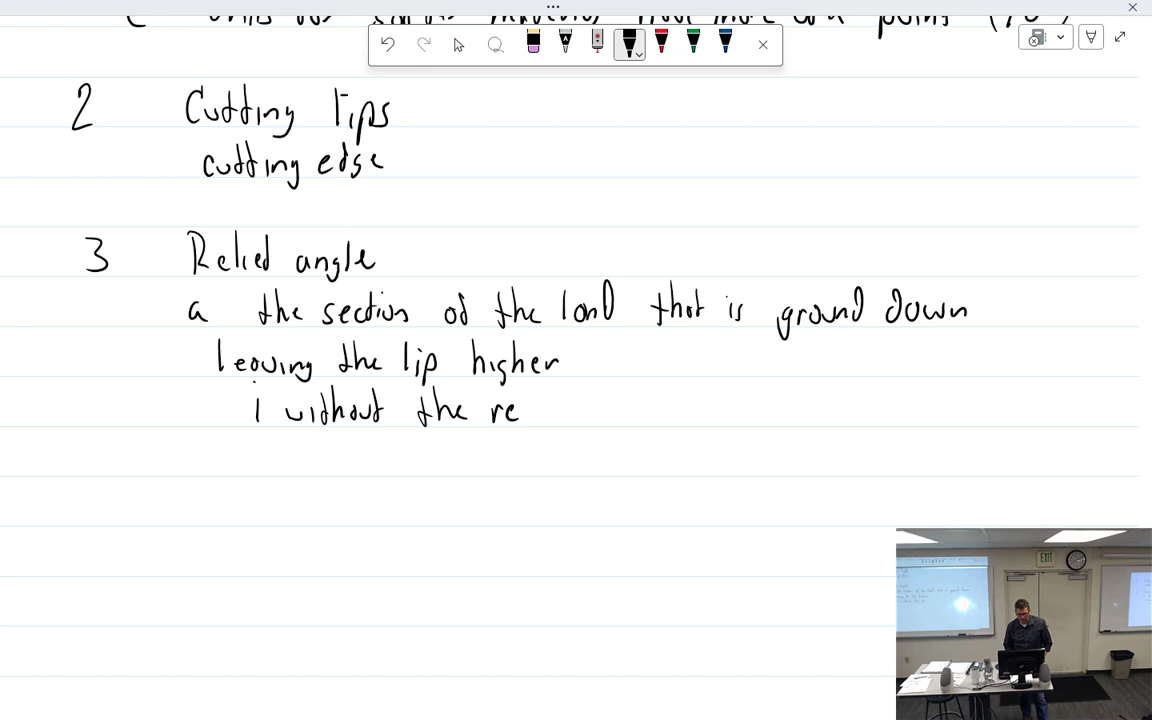 2 Cutting lips
cutting edge
3 Relief angle
a the section of the land that is ground down
leaving the lip higher
i without the re
EXIT